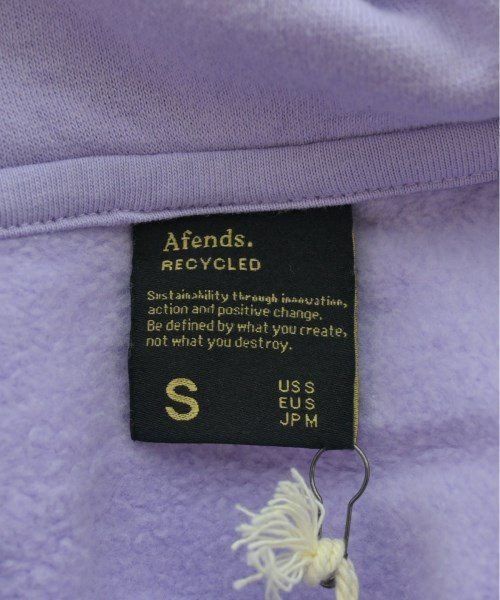 Afends.
RECYCLED
Sustainability through innovation,
action and positive change.
Be defined by what you create,
not what you destroy.
S
US S
EU S
JP M